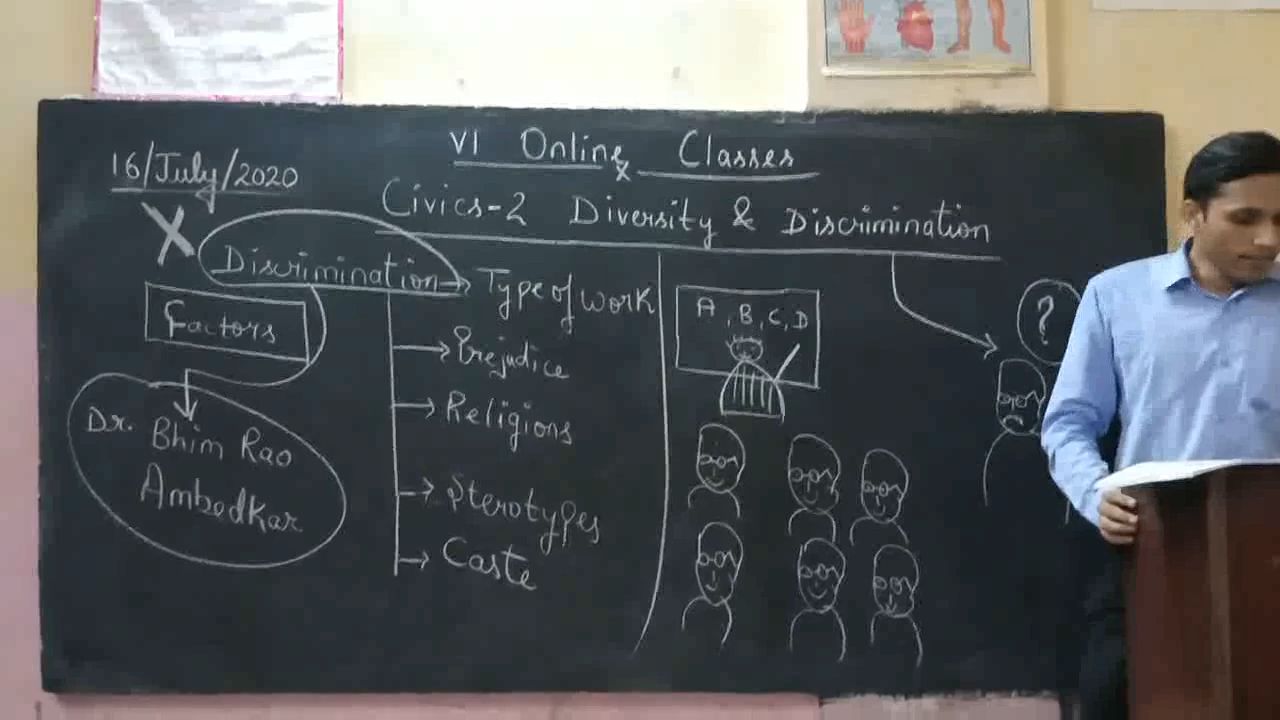 VI Online Classes
16/July/2020
Civics-2 Diversity & Discrimination
X
Discrimination
Factors
Dr. Bhim Rao
Ambedkar
Type of work
Prejudice
Religions
Sterotypes
Caste
A, B, C, D
?